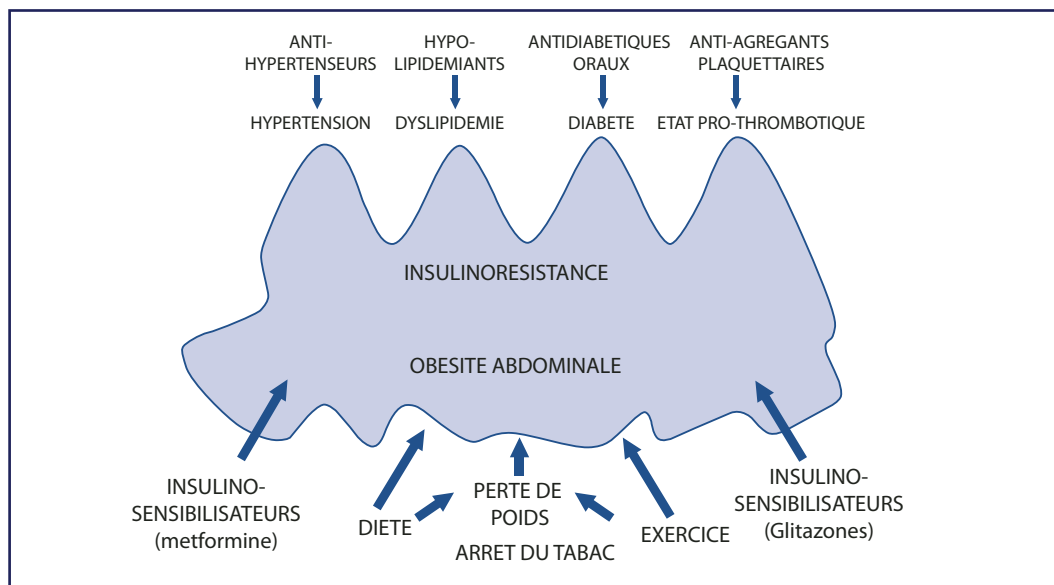 ANTI-
HYPERTENSEURS
HYPO-
LIPIDEMIANTS
ANTIDIABETIQUES
ORAUX
ANTI-AGREGANTS
PLAQUETTAIRES
HYPERTENSION
DYSLIPIDEMIE
DIABETE
ETAT PRO-THROMBOTIQUE
INSULINORESISTANCE
OBESITE ABDOMINALE
INSULINO-
SENSIBILISATEURS
(metformine)
DIETE
PERTE DE
POIDS
ARRET DU TABAC
EXERCICE
INSULINO-
SENSIBILISATEURS
(Glitazones)